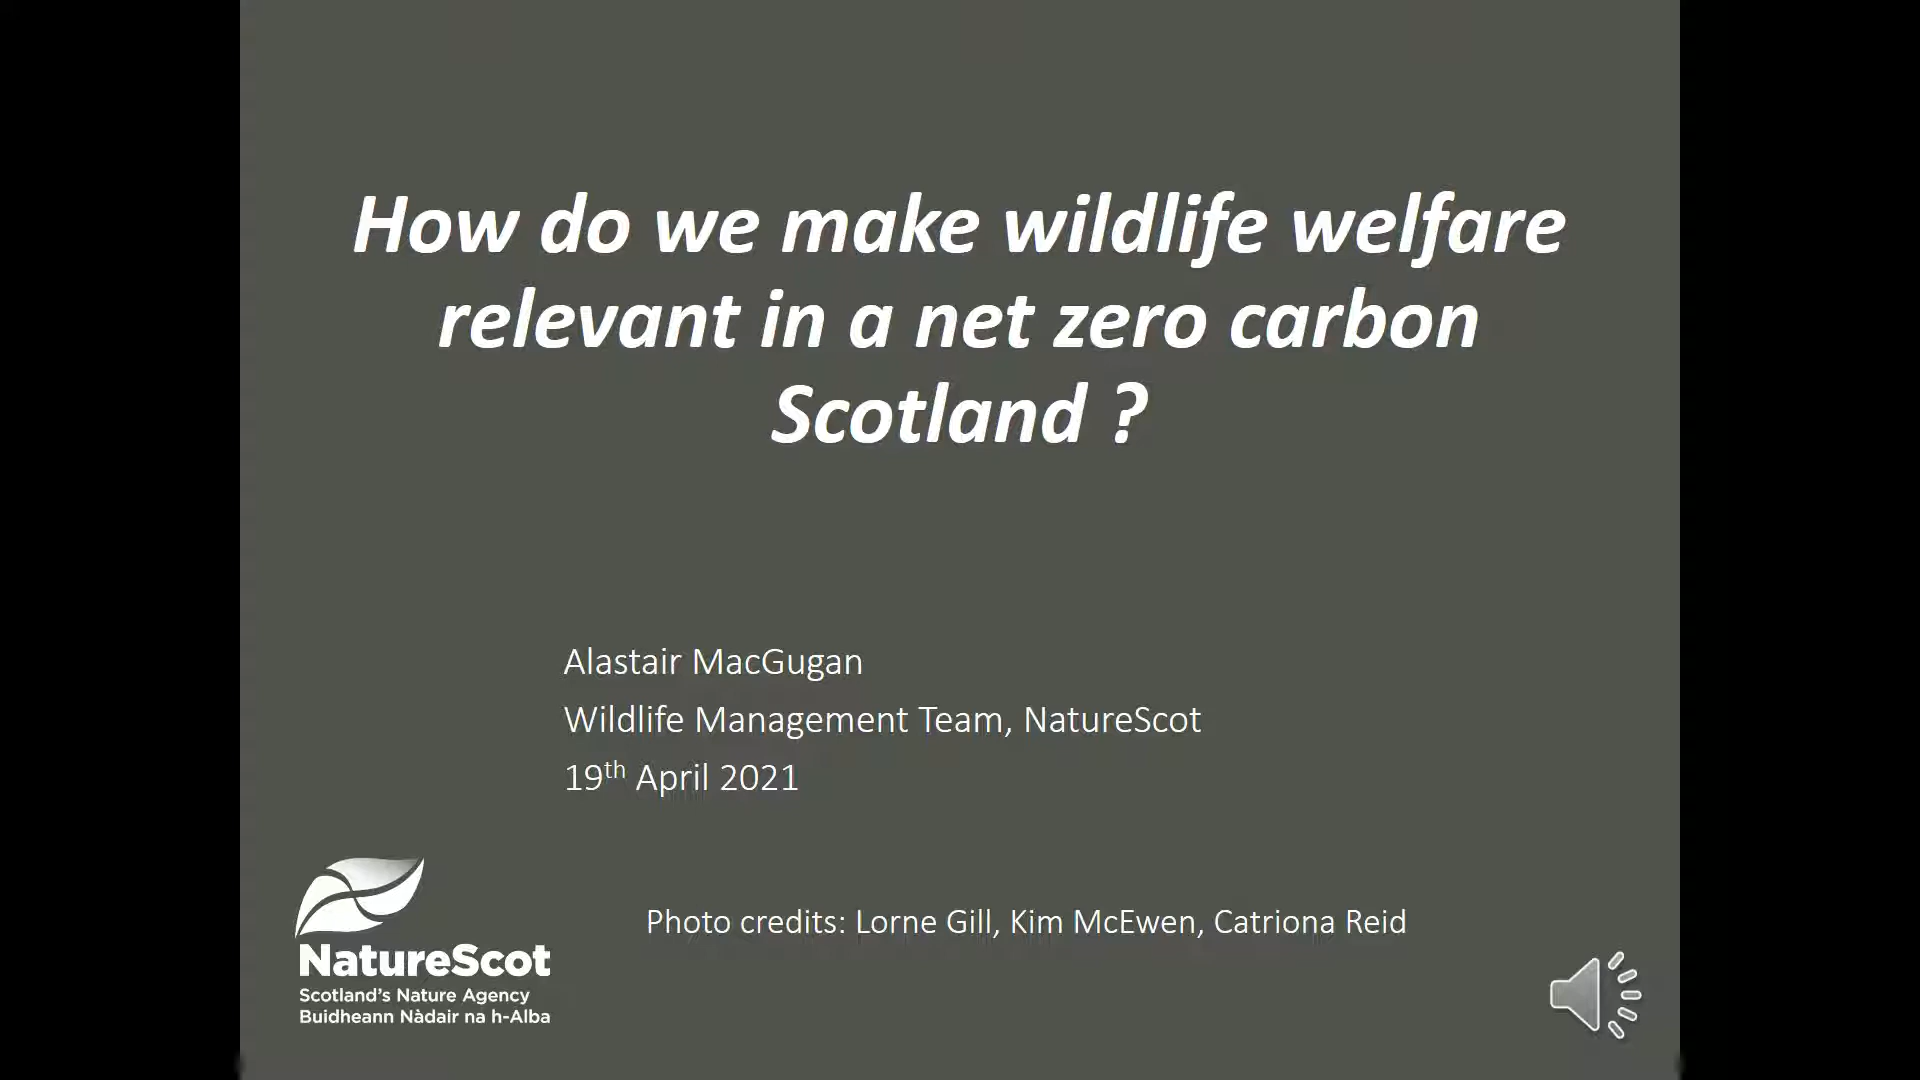 How do we make wildlife welfare
relevant in a net zero carbon
Scotland ?
Alastair MacGugan
Wildlife Management Team, NatureScot
19th April 2021
Photo credits: Lorne Gill, Kim McEwen, Catriona Reid
NatureScot
Scotland's Nature Agency
Buidheann Nàdair na h-Alba